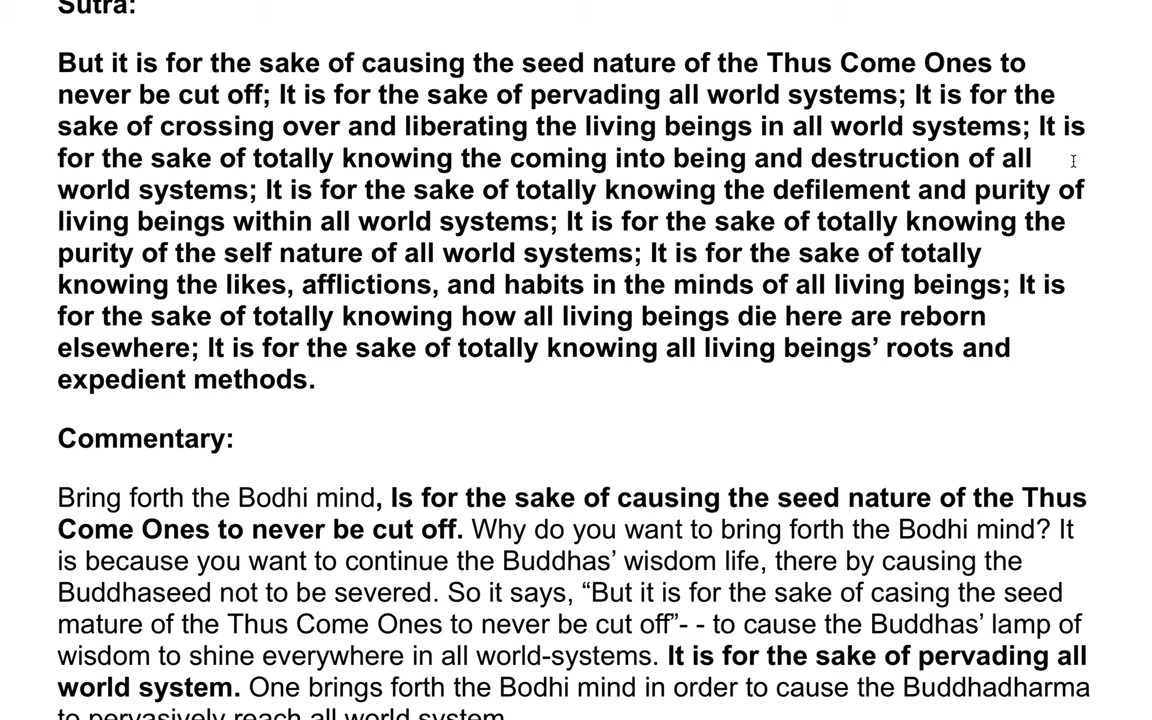 Sutra:
But it is for the sake of causing the seed nature of the Thus Come Ones to
never be cut off; It is for the sake of pervading all world systems; It is for the
sake of crossing over and liberating the living beings in all world systems; It is
for the sake of totally knowing the coming into being and destruction of all
world systems; It is for the sake of totally knowing the defilement and purity of
living beings within all world systems; It is for the sake of totally knowing the
purity of the self nature of all world systems; It is for the sake of totally
knowing the likes, afflictions, and habits in the minds of all living beings; It is
for the sake of totally knowing how all living beings die here are reborn
elsewhere; It is for the sake of totally knowing all living beings’ roots and
expedient methods.
Commentary:
Bring forth the Bodhi mind, Is for the sake of causing the seed nature of the Thus
Come Ones to never be cut off. Why do you want to bring forth the Bodhi mind? It
is because you want to continue the Buddhas’ wisdom life, there by causing the
Buddhaseed not to be severed. So it says, “But it is for the sake of casing the seed
mature of the Thus Come Ones to never be cut off”- - to cause the Buddhas’ lamp of
wisdom to shine everywhere in all world-systems. It is for the sake of pervading all
world system. One brings forth the Bodhi mind in order to cause the Buddhadharma
to pervasively reach all world system.